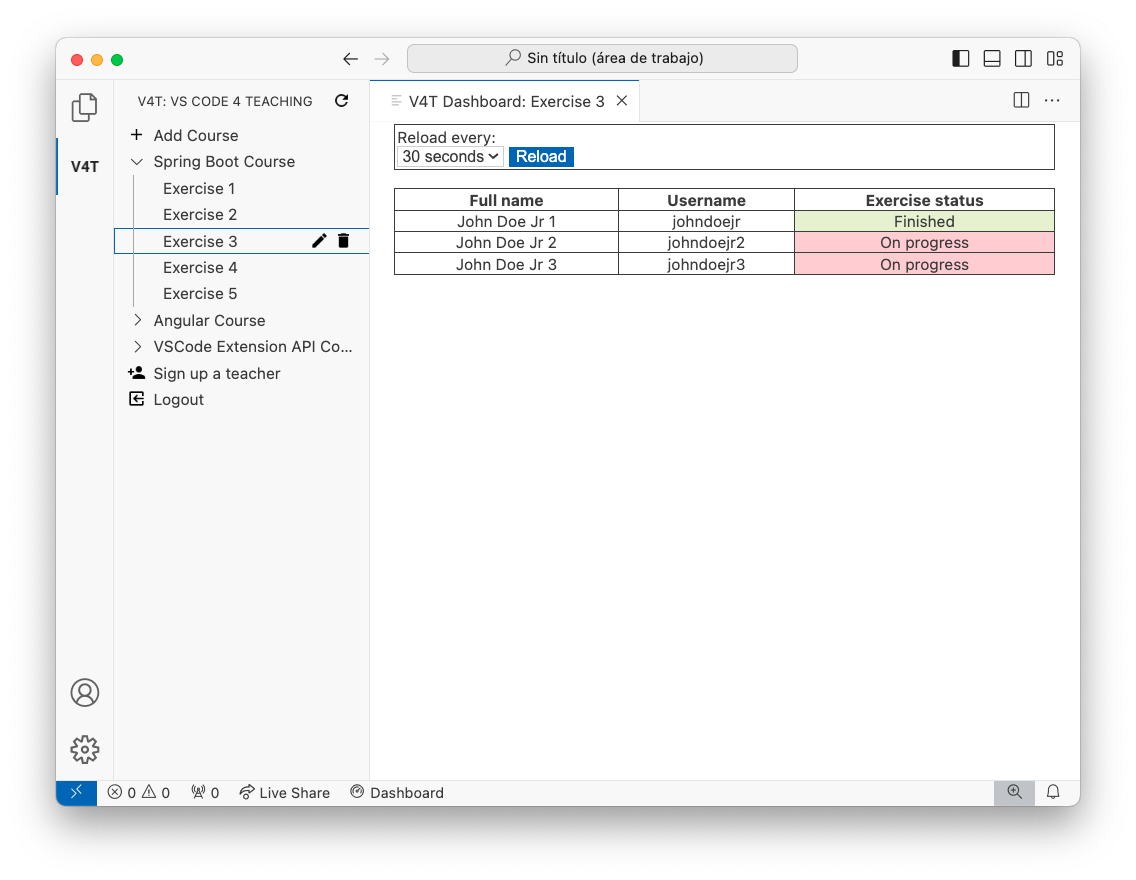 Sin título (área de trabajo)
V4T: VS CODE 4 TEACHING
V4T Dashboard: Exercise 3
V4T
Add Course
Spring Boot Course
Exercise 1
Exercise 2
Exercise 3
Exercise 4
Exercise 5
Angular Course
VSCode Extension API Co...
Sign up a teacher
Logout
Reload every:
30 seconds Reload
Full name Username Exercise status
John Doe Jr 1 johndoejr Finished
John Doe Jr 2 johndoejr2 On progress
John Doe Jr 3 johndoejr3 On progress
0 0 0 Live Share Dashboard